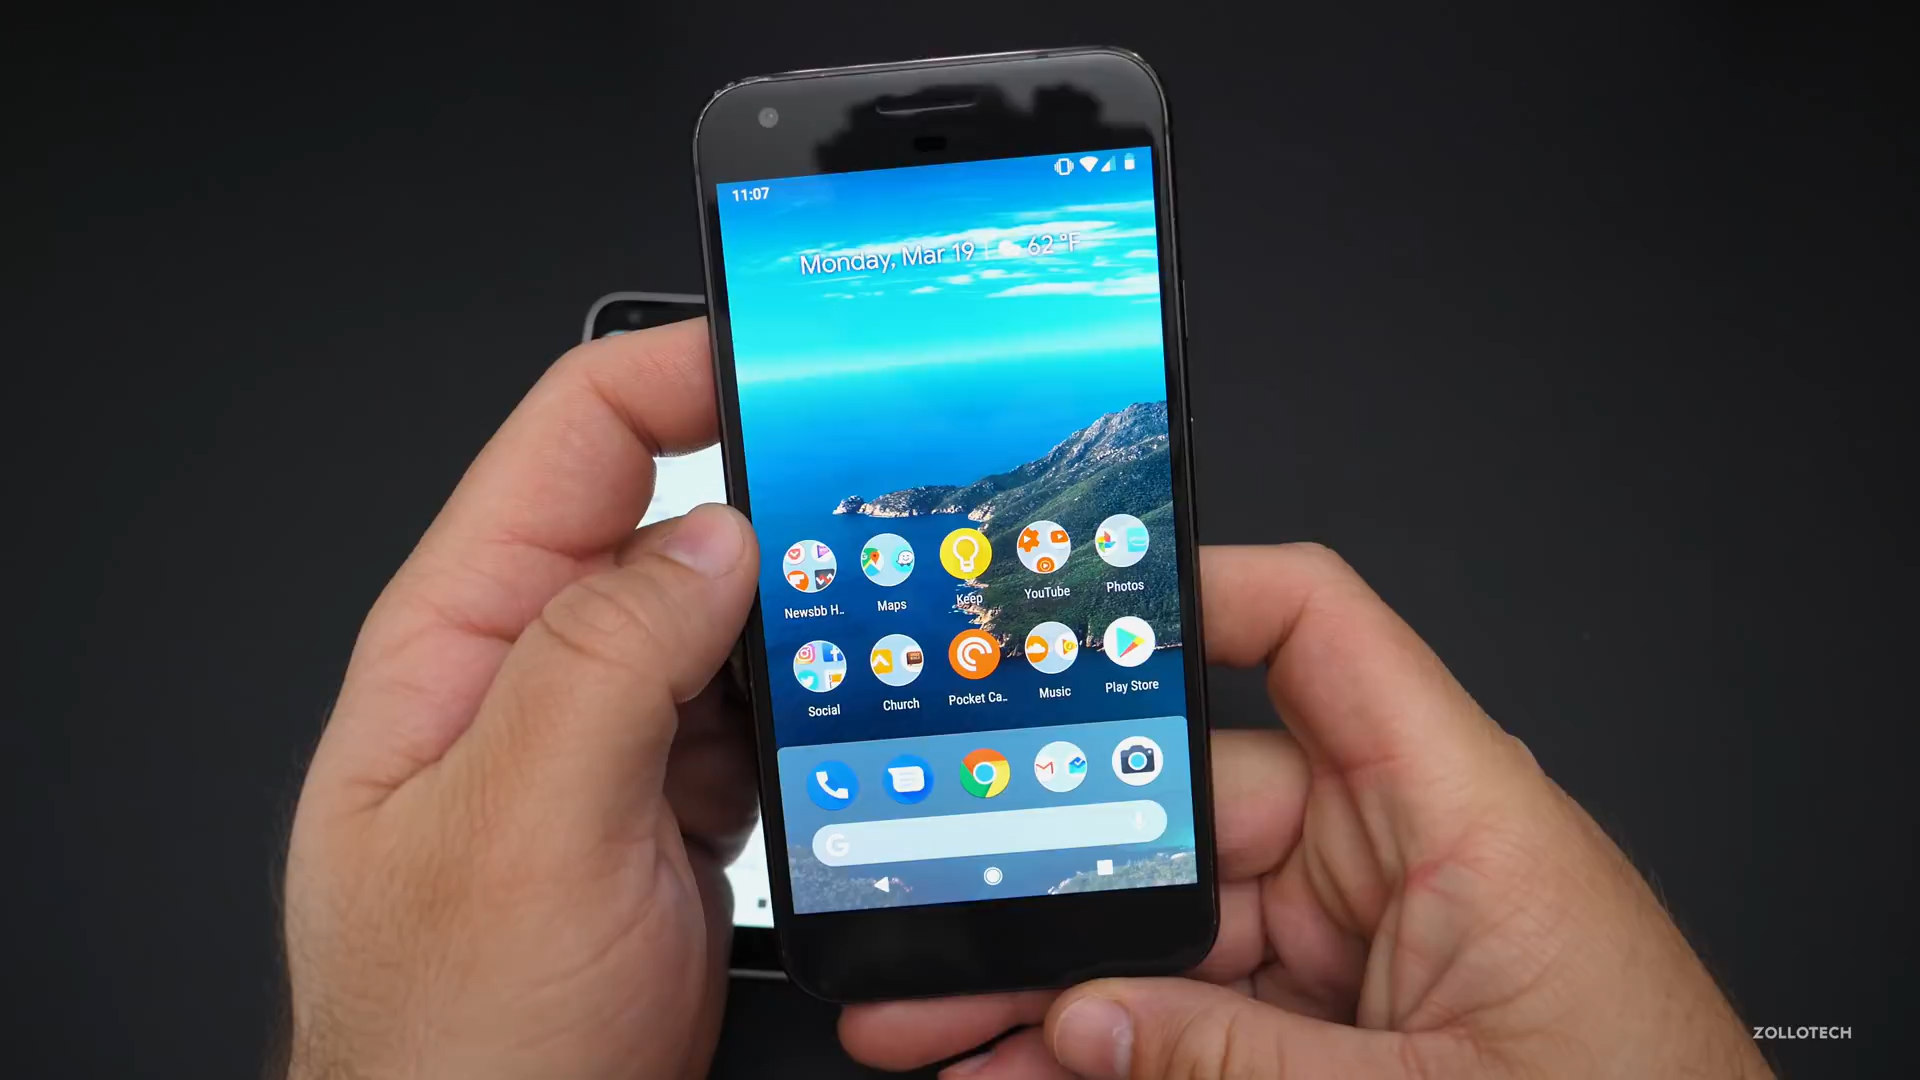 11:07
Monday, Mar 19 | 62 °F
Newsbb H..
Maps
Keep
YouTube
Photos
Social
Church
Pocket Ca..
Music
Play Store
G
ZOLLOTECH